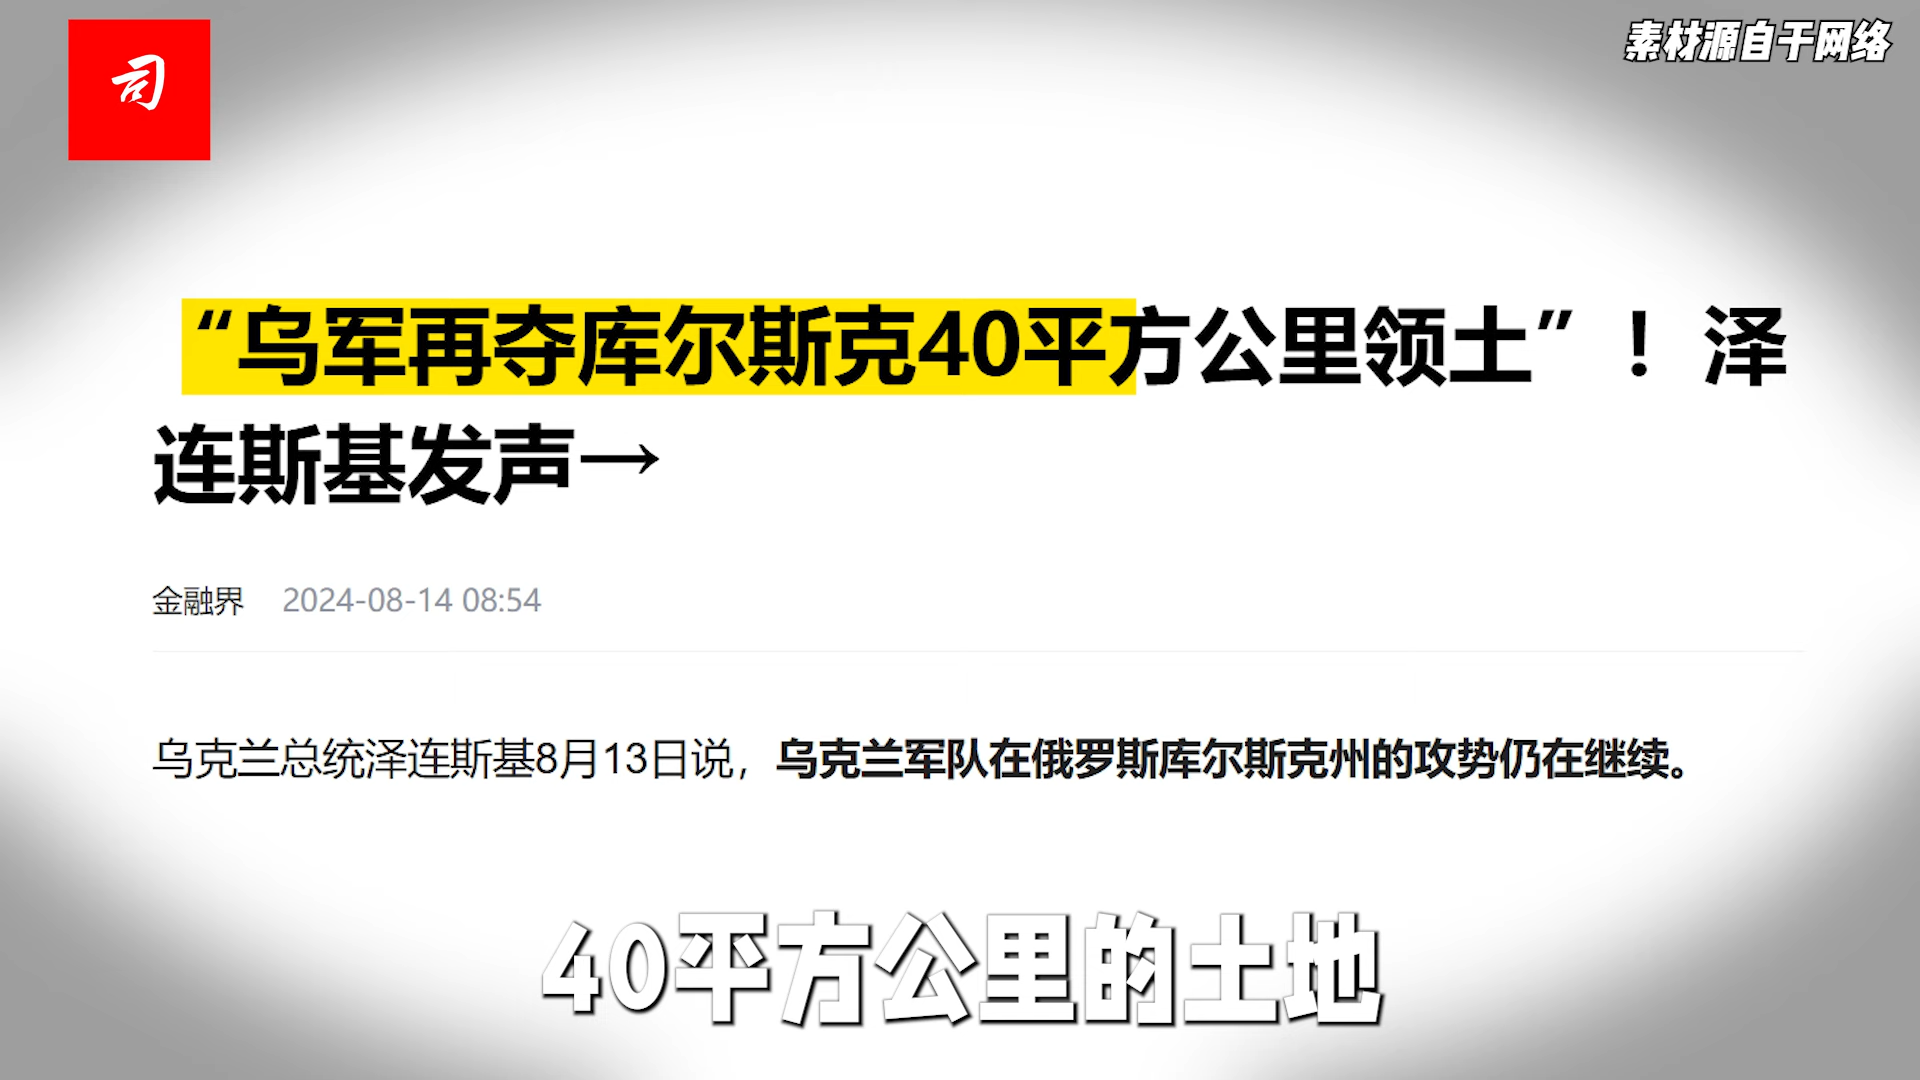 司
素材源自于网络
“乌军再夺库尔斯克40平方公里领土”！泽
连斯基发声→
金融界 2024-08-14 08:54
乌克兰总统泽连斯基8月13日说，乌克兰军队在俄罗斯库尔斯克州的攻势仍在继续。
40平方公里的土地